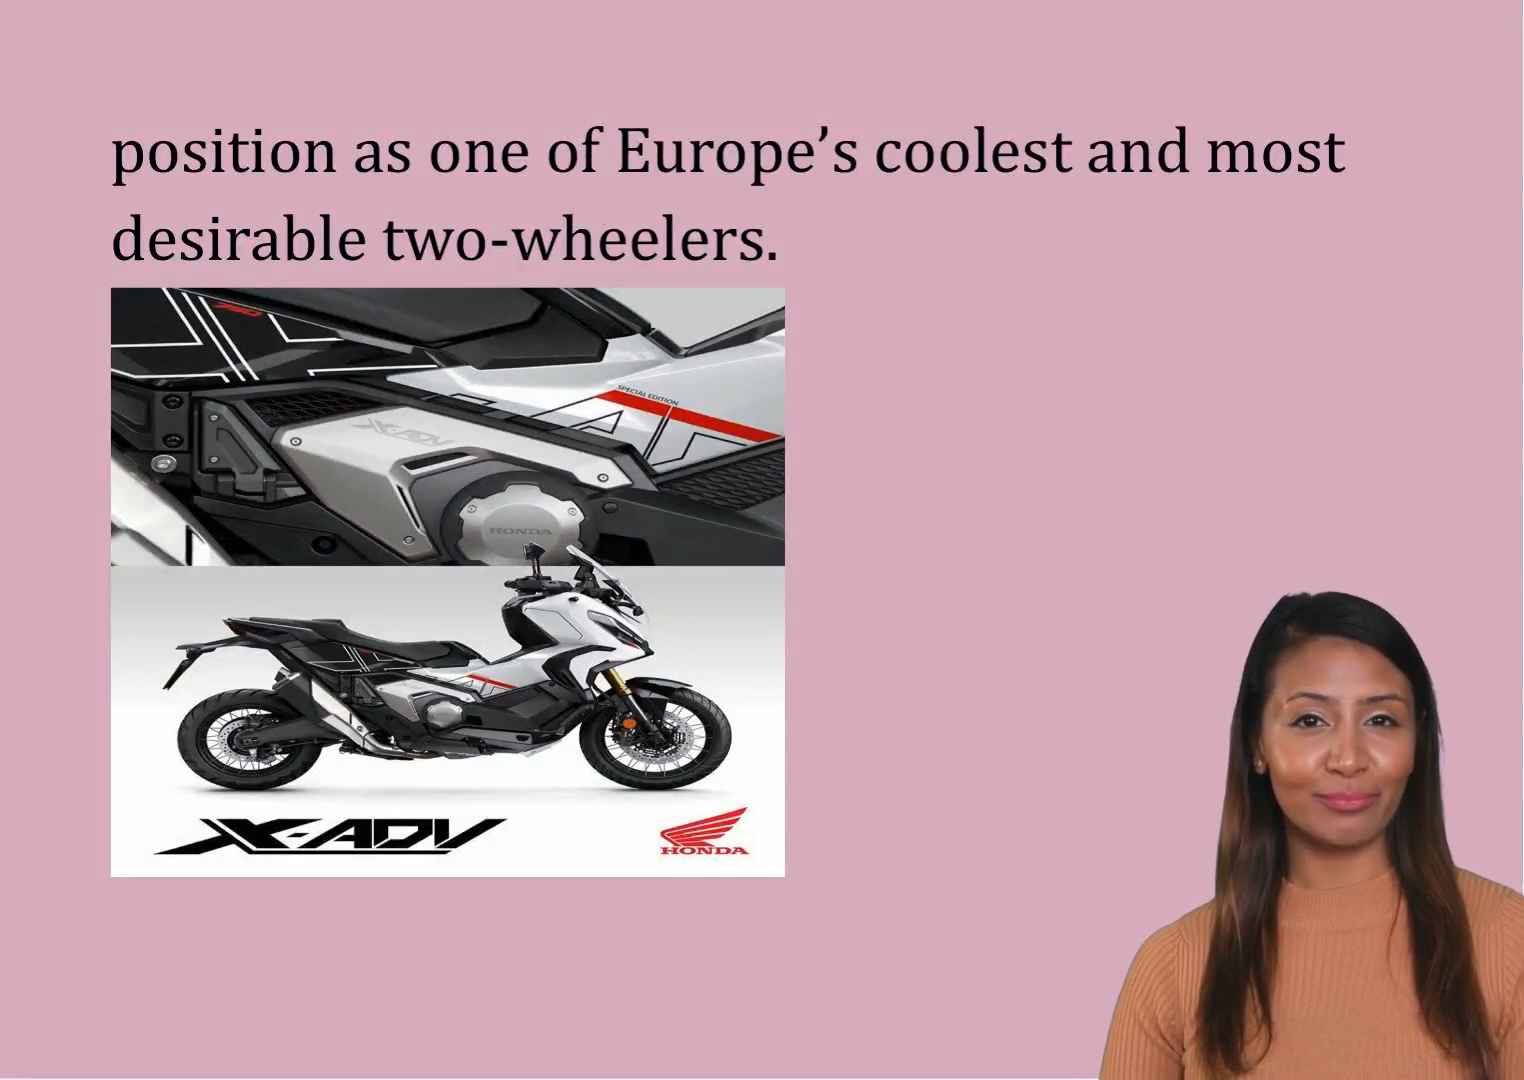 position as one of Europe’s coolest and most
desirable two-wheelers.
SPECIAL EDITION
X-ADV
HONDA
X-ADV
HONDA